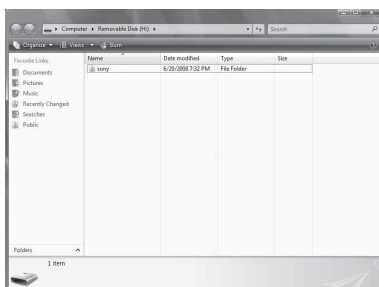 Computer ▸ Removable Disk (H:) ▸ Search
Organize Views Burn
Favorite Links
Documents
Pictures
Music
Recently Changed
Searches
Public
Folders
Name Date modified Type Size
sony 6/20/2008 7:32 PM File Folder
1 item